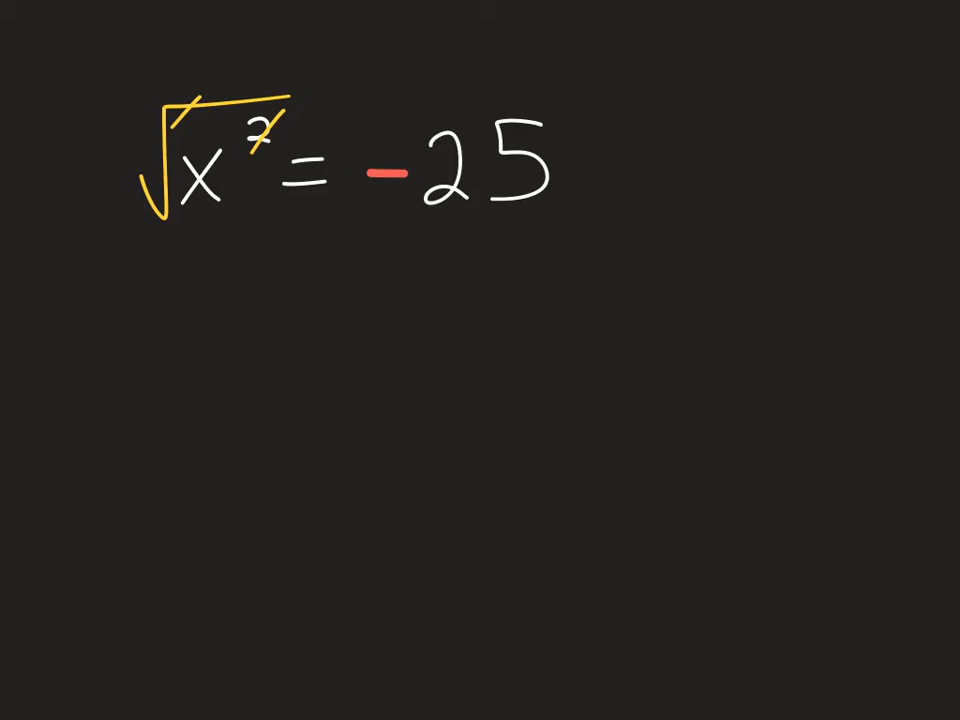 √x² = -25